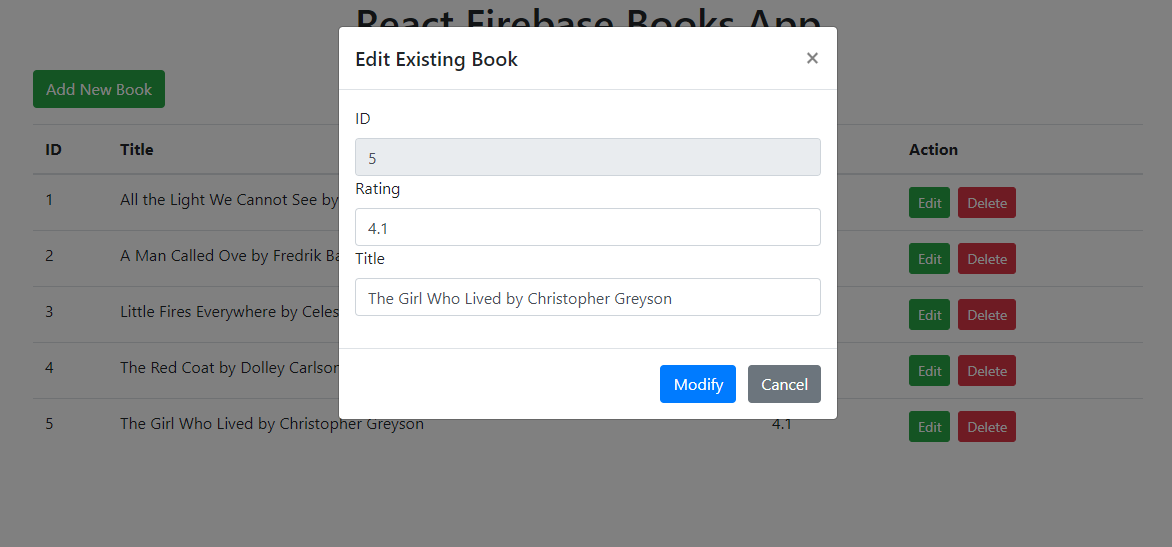 React Firebase Books App
Edit Existing Book ×
Add New Book
ID
5
Rating
4.1
Title
The Girl Who Lived by Christopher Greyson
Modify Cancel
ID Title Action
1 All the Light We Cannot See by Edit Delete
2 A Man Called Ove by Fredrik Edit Delete
3 Little Fires Everywhere by Edit Delete
4 The Red Coat by Dolley Carlson Edit Delete
5 The Girl Who Lived by Christopher Greyson 4.1 Edit Delete